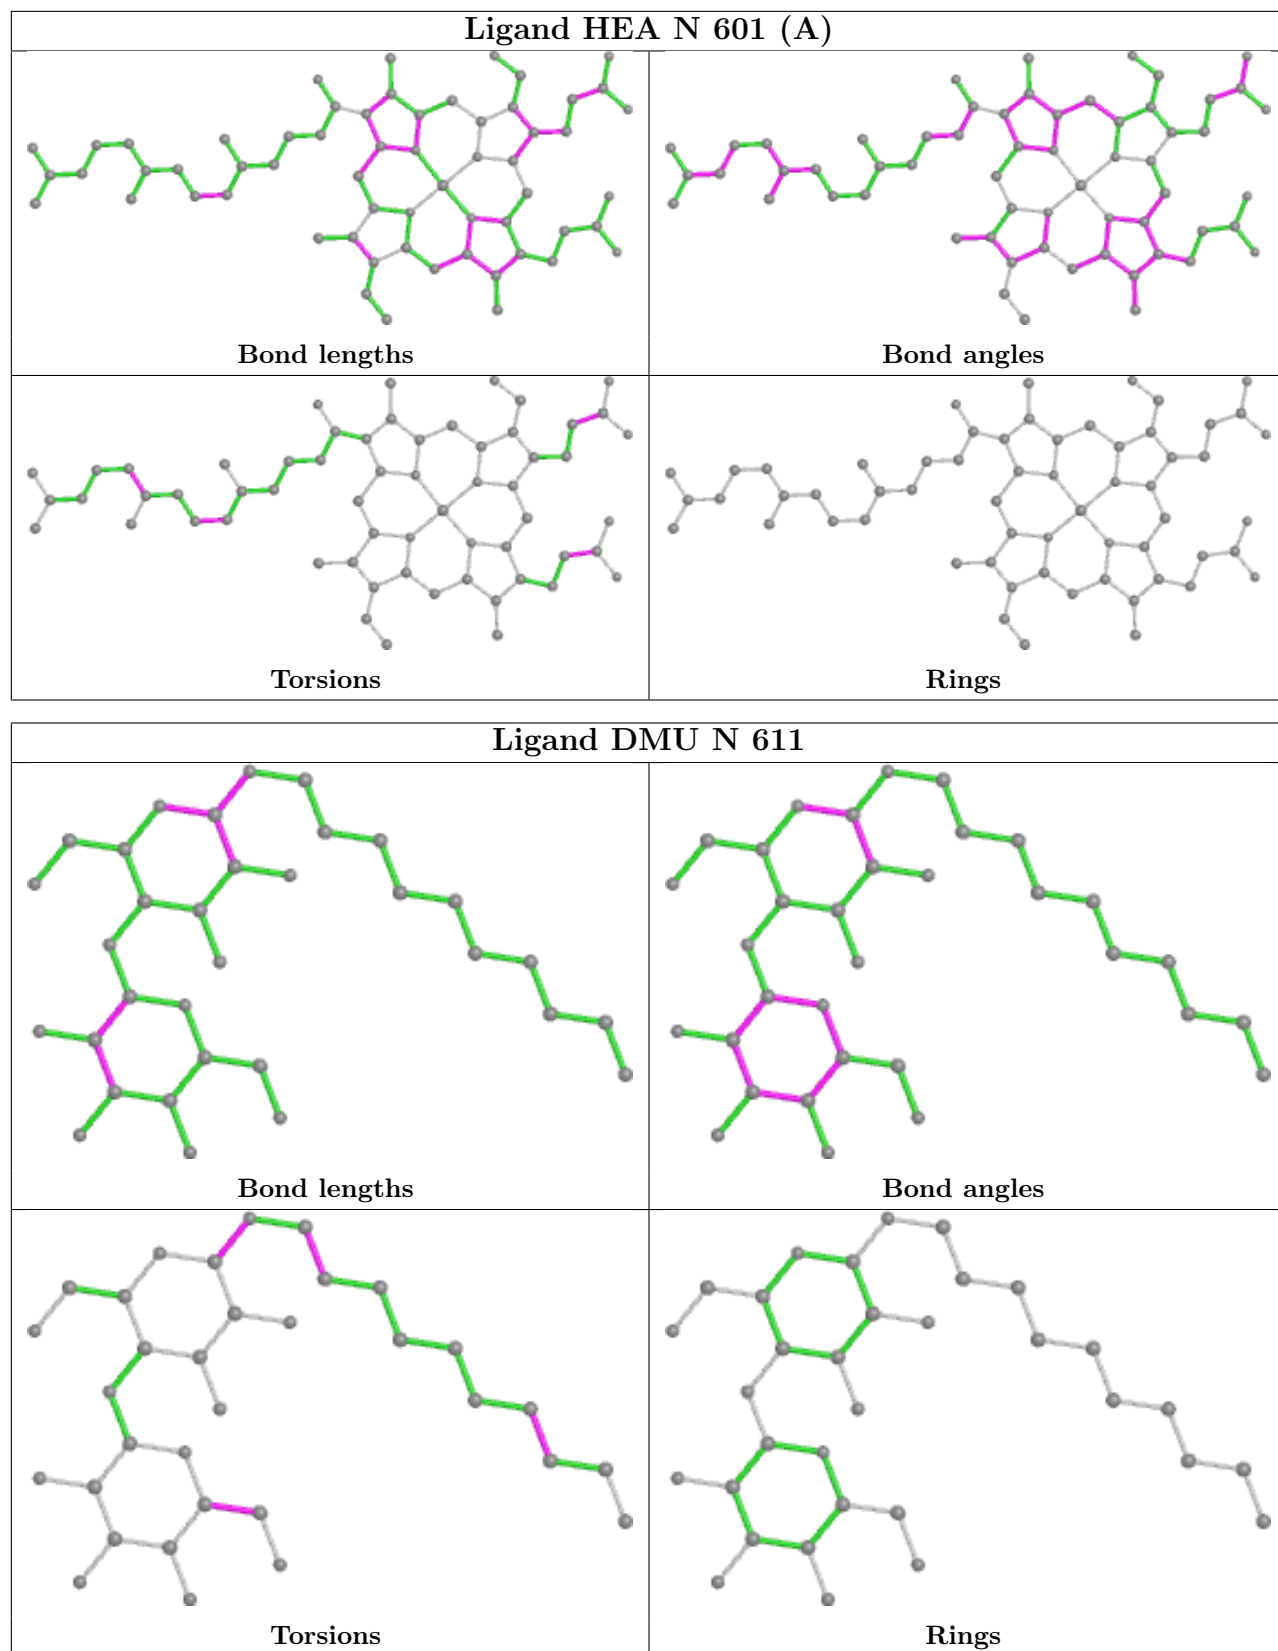 Ligand HEA N 601 (A)
Bond lengths
Bond angles
Torsions
Rings
Ligand DMU N 611
Bond lengths
Bond angles
Torsions
Rings